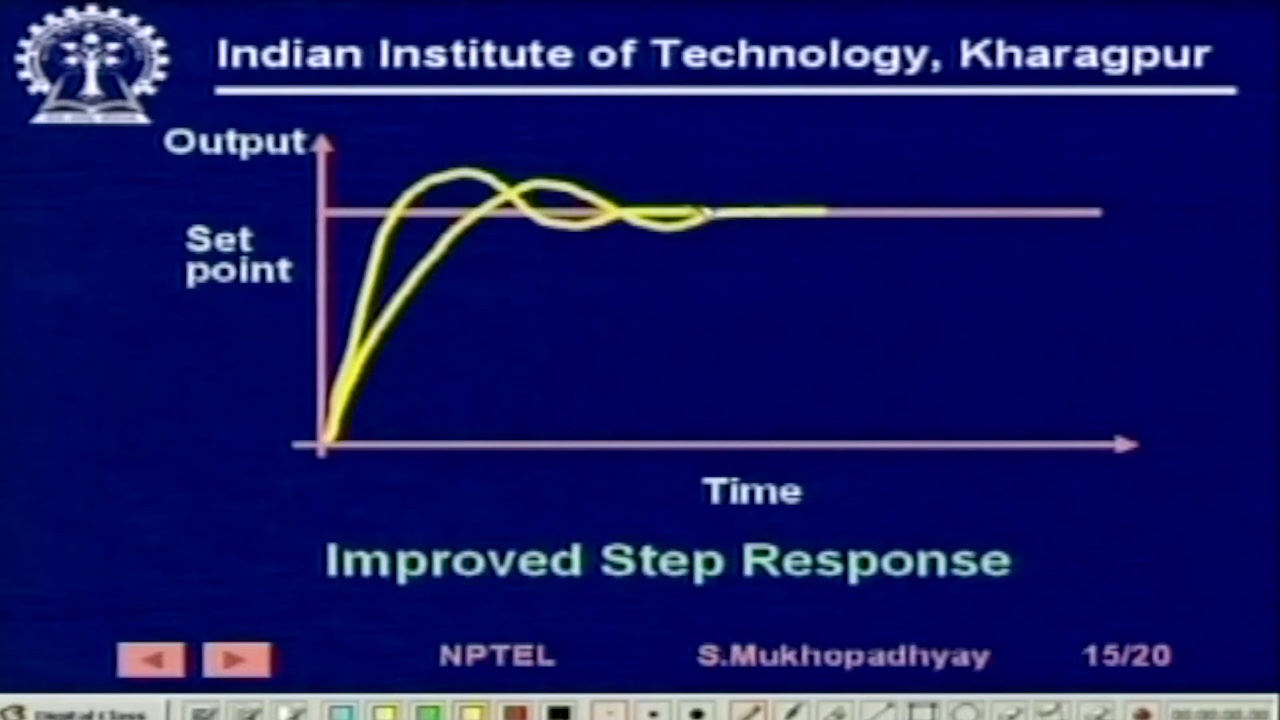 Indian Institute of Technology, Kharagpur
Output
Set
point
Time
Improved Step Response
NPTEL S.Mukhopadhyay 15/20